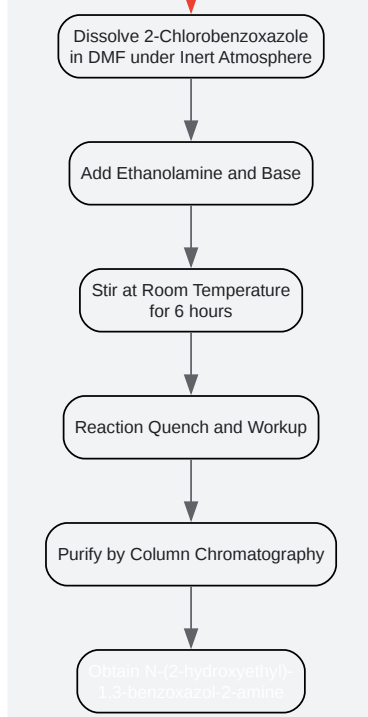 Dissolve 2-Chlorobenzoxazole
in DMF under Inert Atmosphere
Add Ethanolamine and Base
Stir at Room Temperature
for 6 hours
Reaction Quench and Workup
Purify by Column Chromatography
Obtain N-(2-hydroxyethyl)-
1,3-benzoxazol-2-amine